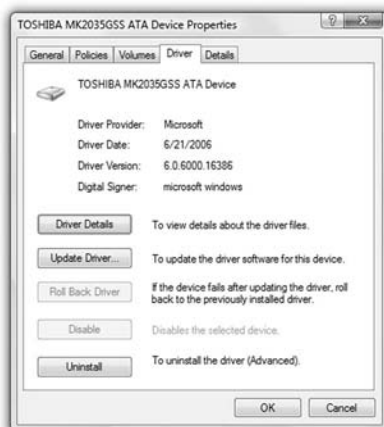 TOSHIBA MK2035GSS ATA Device Properties
General Policies Volumes Driver Details
TOSHIBA MK2035GSS ATA Device
Driver Provider: Microsoft
Driver Date: 6/21/2006
Driver Version: 6.0.6000.16386
Digital Signer: microsoft windows
Driver Details To view details about the driver files.
Update Driver... To update the driver software for this device.
Roll Back Driver If the device fails after updating the driver, roll
back to the previously installed driver.
Disable Disables the selected device.
Uninstall To uninstall the driver (Advanced).
OK Cancel